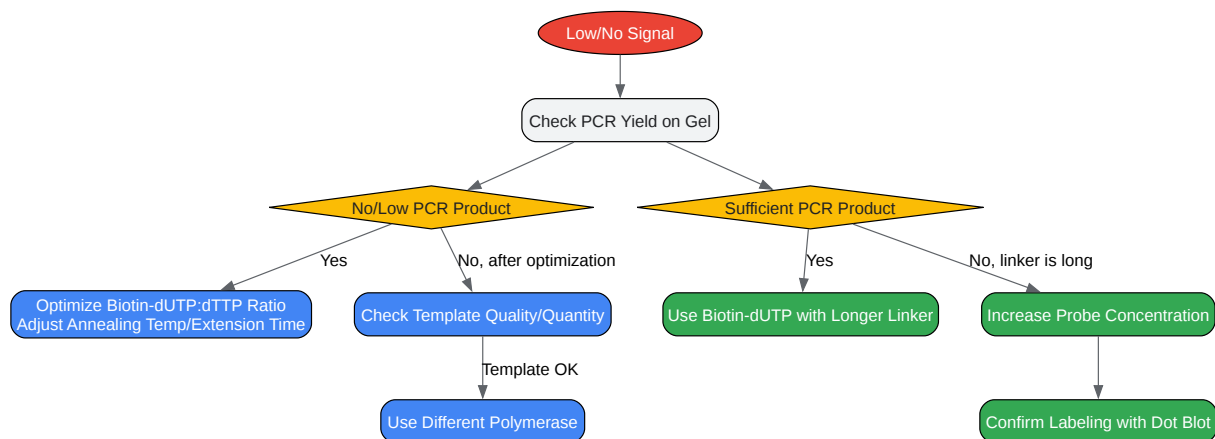 Low/No Signal
Check PCR Yield on Gel
No/Low PCR Product
Sufficient PCR Product
Yes
No, after optimization
Yes
No, linker is long
Optimize Biotin-dUTP:dTTP Ratio
Adjust Annealing Temp/Extension Time
Check Template Quality/Quantity
Use Biotin-dUTP with Longer Linker
Increase Probe Concentration
Template OK
Use Different Polymerase
Confirm Labeling with Dot Blot